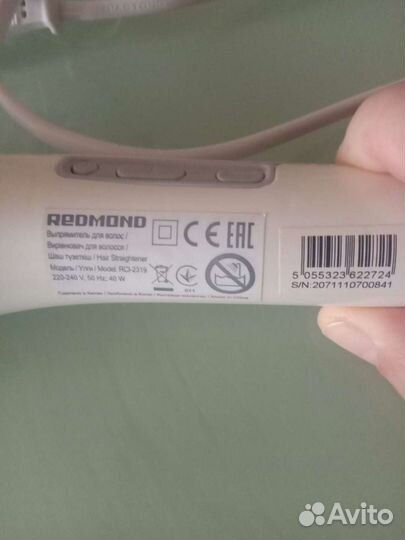 REDMOND
Выпрямитель для волос /
Вирівнювач для волосся /
Шаш түзеткіш / Hair Straightener
Модель / Үлгі / Model: RCI-2319
220-240 V, 50 Hz; 40 W
CE EAC
5 055323 622724
S/N:2071110700841
Avito